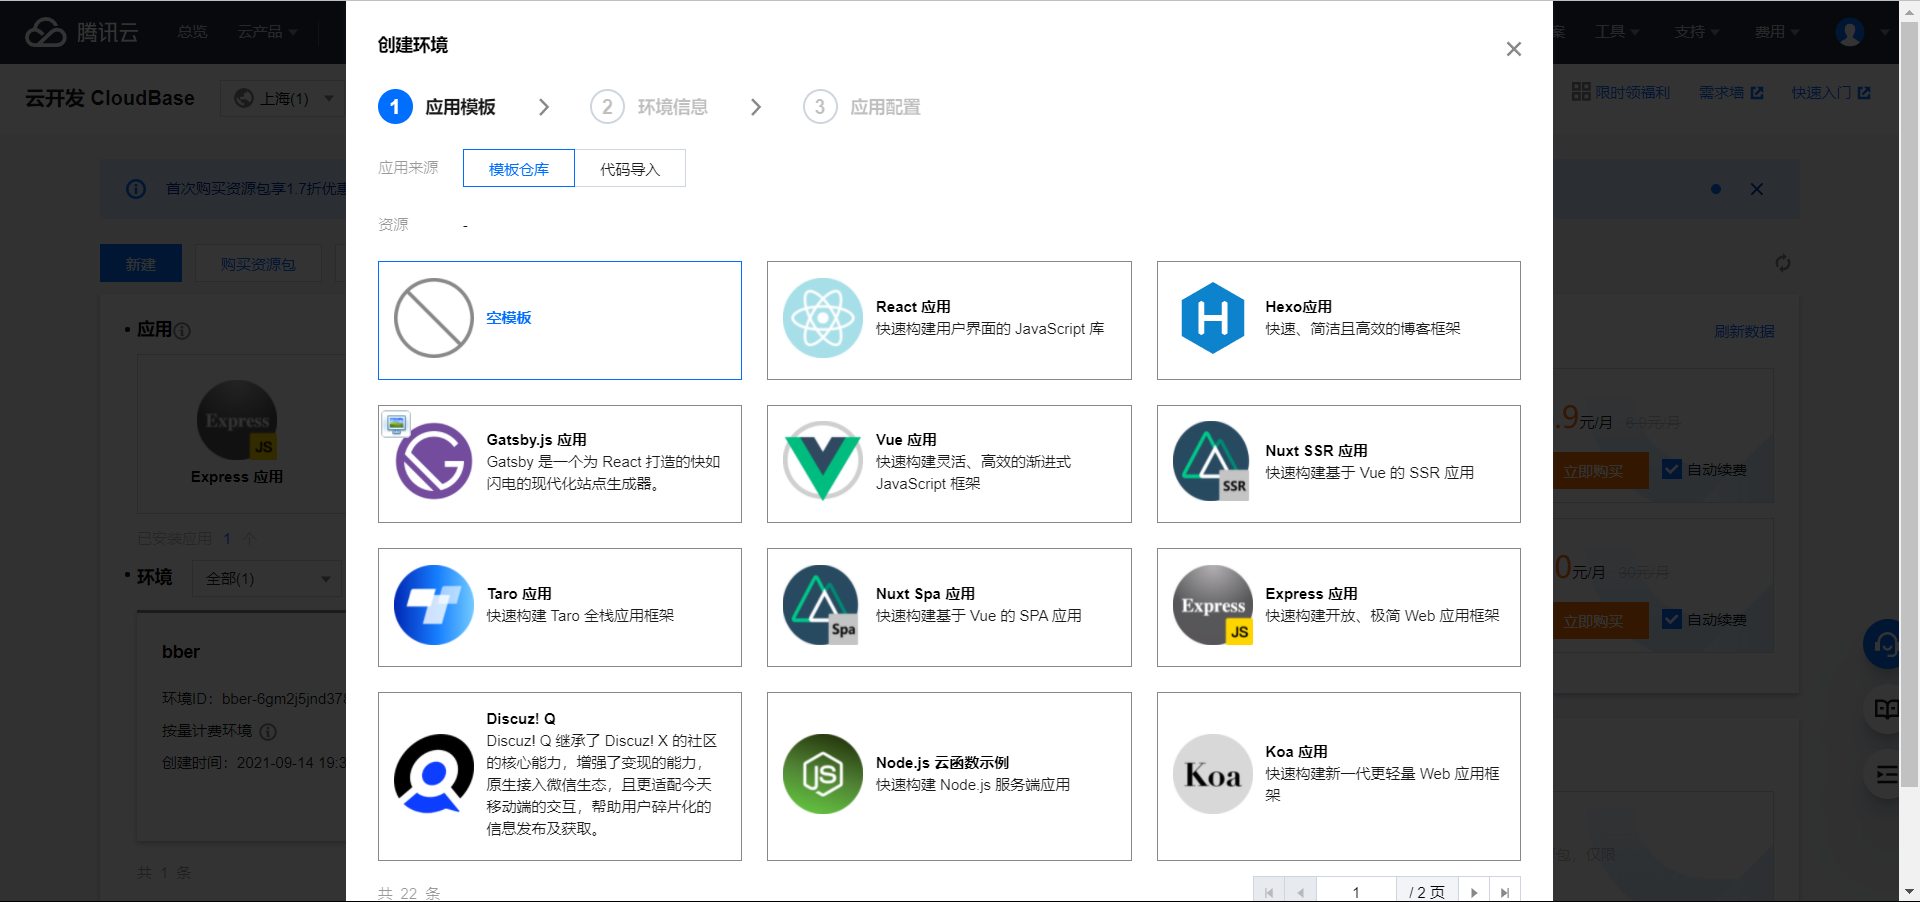 腾讯云
总览
云产品
案
工具
支持
费用
云开发 CloudBase
上海(1)
限时领福利
需求墙
快速入门
首次购买资源包享1.7折优惠
新建
购买资源包
应用
刷新数据
Express
JS
Express 应用
已安装应用 1 个
环境
全部(1)
bber
环境ID：bber-6gm2j5jnd378
按量计费环境
创建时间：2021-09-14 19:3
共 1 条
.9元/月 6.9元/月
立即购买
自动续费
0元/月 39元/月
立即购买
自动续费
包，仅限
创建环境
1 应用模板
2 环境信息
3 应用配置
应用来源
模板仓库
代码导入
资源
-
空模板
React 应用
快速构建用户界面的 JavaScript 库
H
Hexo应用
快速、简洁且高效的博客框架
Gatsby.js 应用
Gatsby 是一个为 React 打造的快如
闪电的现代化站点生成器。
Vue 应用
快速构建灵活、高效的渐进式
JavaScript 框架
SSR
Nuxt SSR 应用
快速构建基于 Vue 的 SSR 应用
Taro 应用
快速构建 Taro 全栈应用框架
Spa
Nuxt Spa 应用
快速构建基于 Vue 的 SPA 应用
Express
JS
Express 应用
快速构建开放、极简 Web 应用框架
Discuz! Q
Discuz! Q 继承了 Discuz! X 的社区
的核心能力，增强了变现的能力，
原生接入微信生态，且更适配今天
移动端的交互，帮助用户碎片化的
信息发布及获取。
JS
Node.js 云函数示例
快速构建 Node.js 服务端应用
Koa
Koa 应用
快速构建新一代更轻量 Web 应用框
架
共 22 条
1
/ 2 页